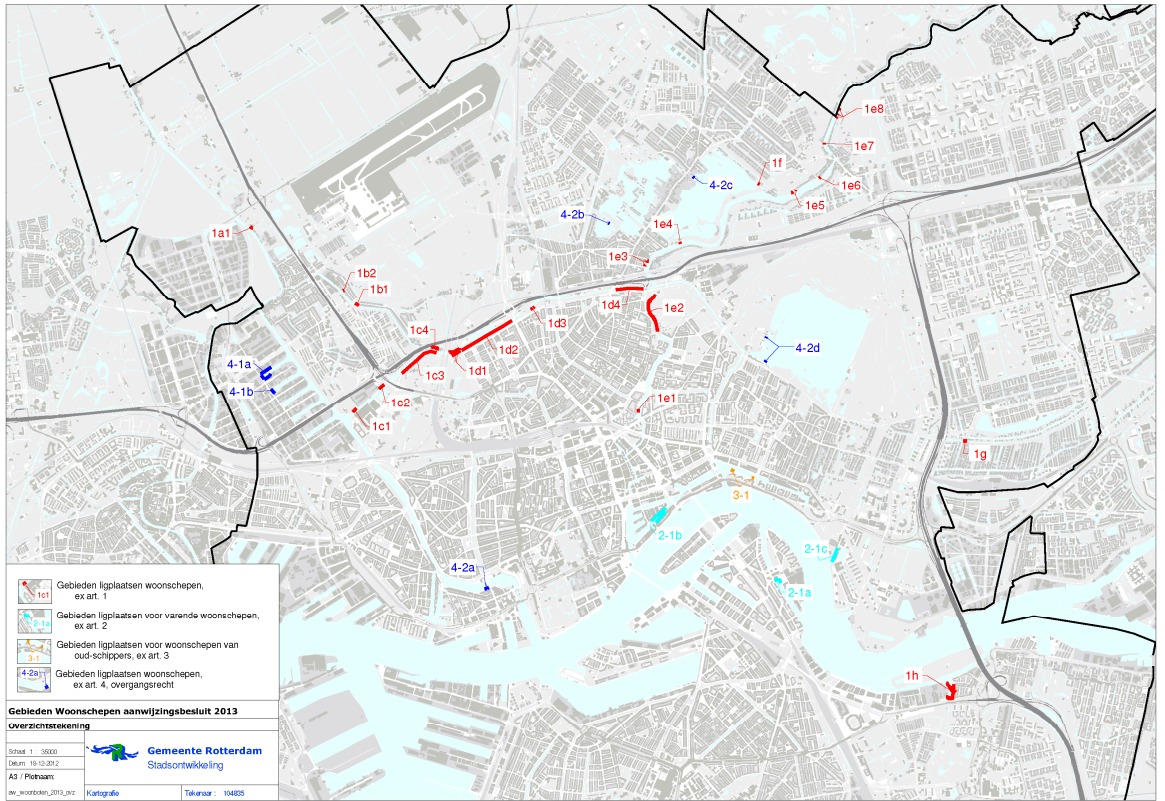 1e8
1e7
1f
1e6
4-2c
1e5
4-2b
1e4
1a1
1e3
1b2
1b1
1d4
1e2
1d3
1c4
1d2
4-2d
4-1a
1d1
1c3
4-1b
1c2
1e1
1c1
1g
3-1
2-1b
2-1c
4-2a
2-1a
1h
1c1
Gebieden ligplaatsen woonschepen,
ex art. 1
2-1a
Gebieden ligplaatsen voor varende woonschepen,
ex art. 2
3-1
Gebieden ligplaatsen voor woonschepen van
oud-schippers, ex art. 3
4-2a
Gebieden ligplaatsen woonschepen,
ex art. 4, overgangsrecht
Gebieden Woonschepen aanwijzingsbesluit 2013
Overzichtstekening
Schaal 1 : 35000
Datum 19-12-2012
A3 / Plotnaam:
aw_woonboten_2013_ovz
Gemeente Rotterdam
Stadsontwikkeling
Kartografie
Tekenaar : 104835